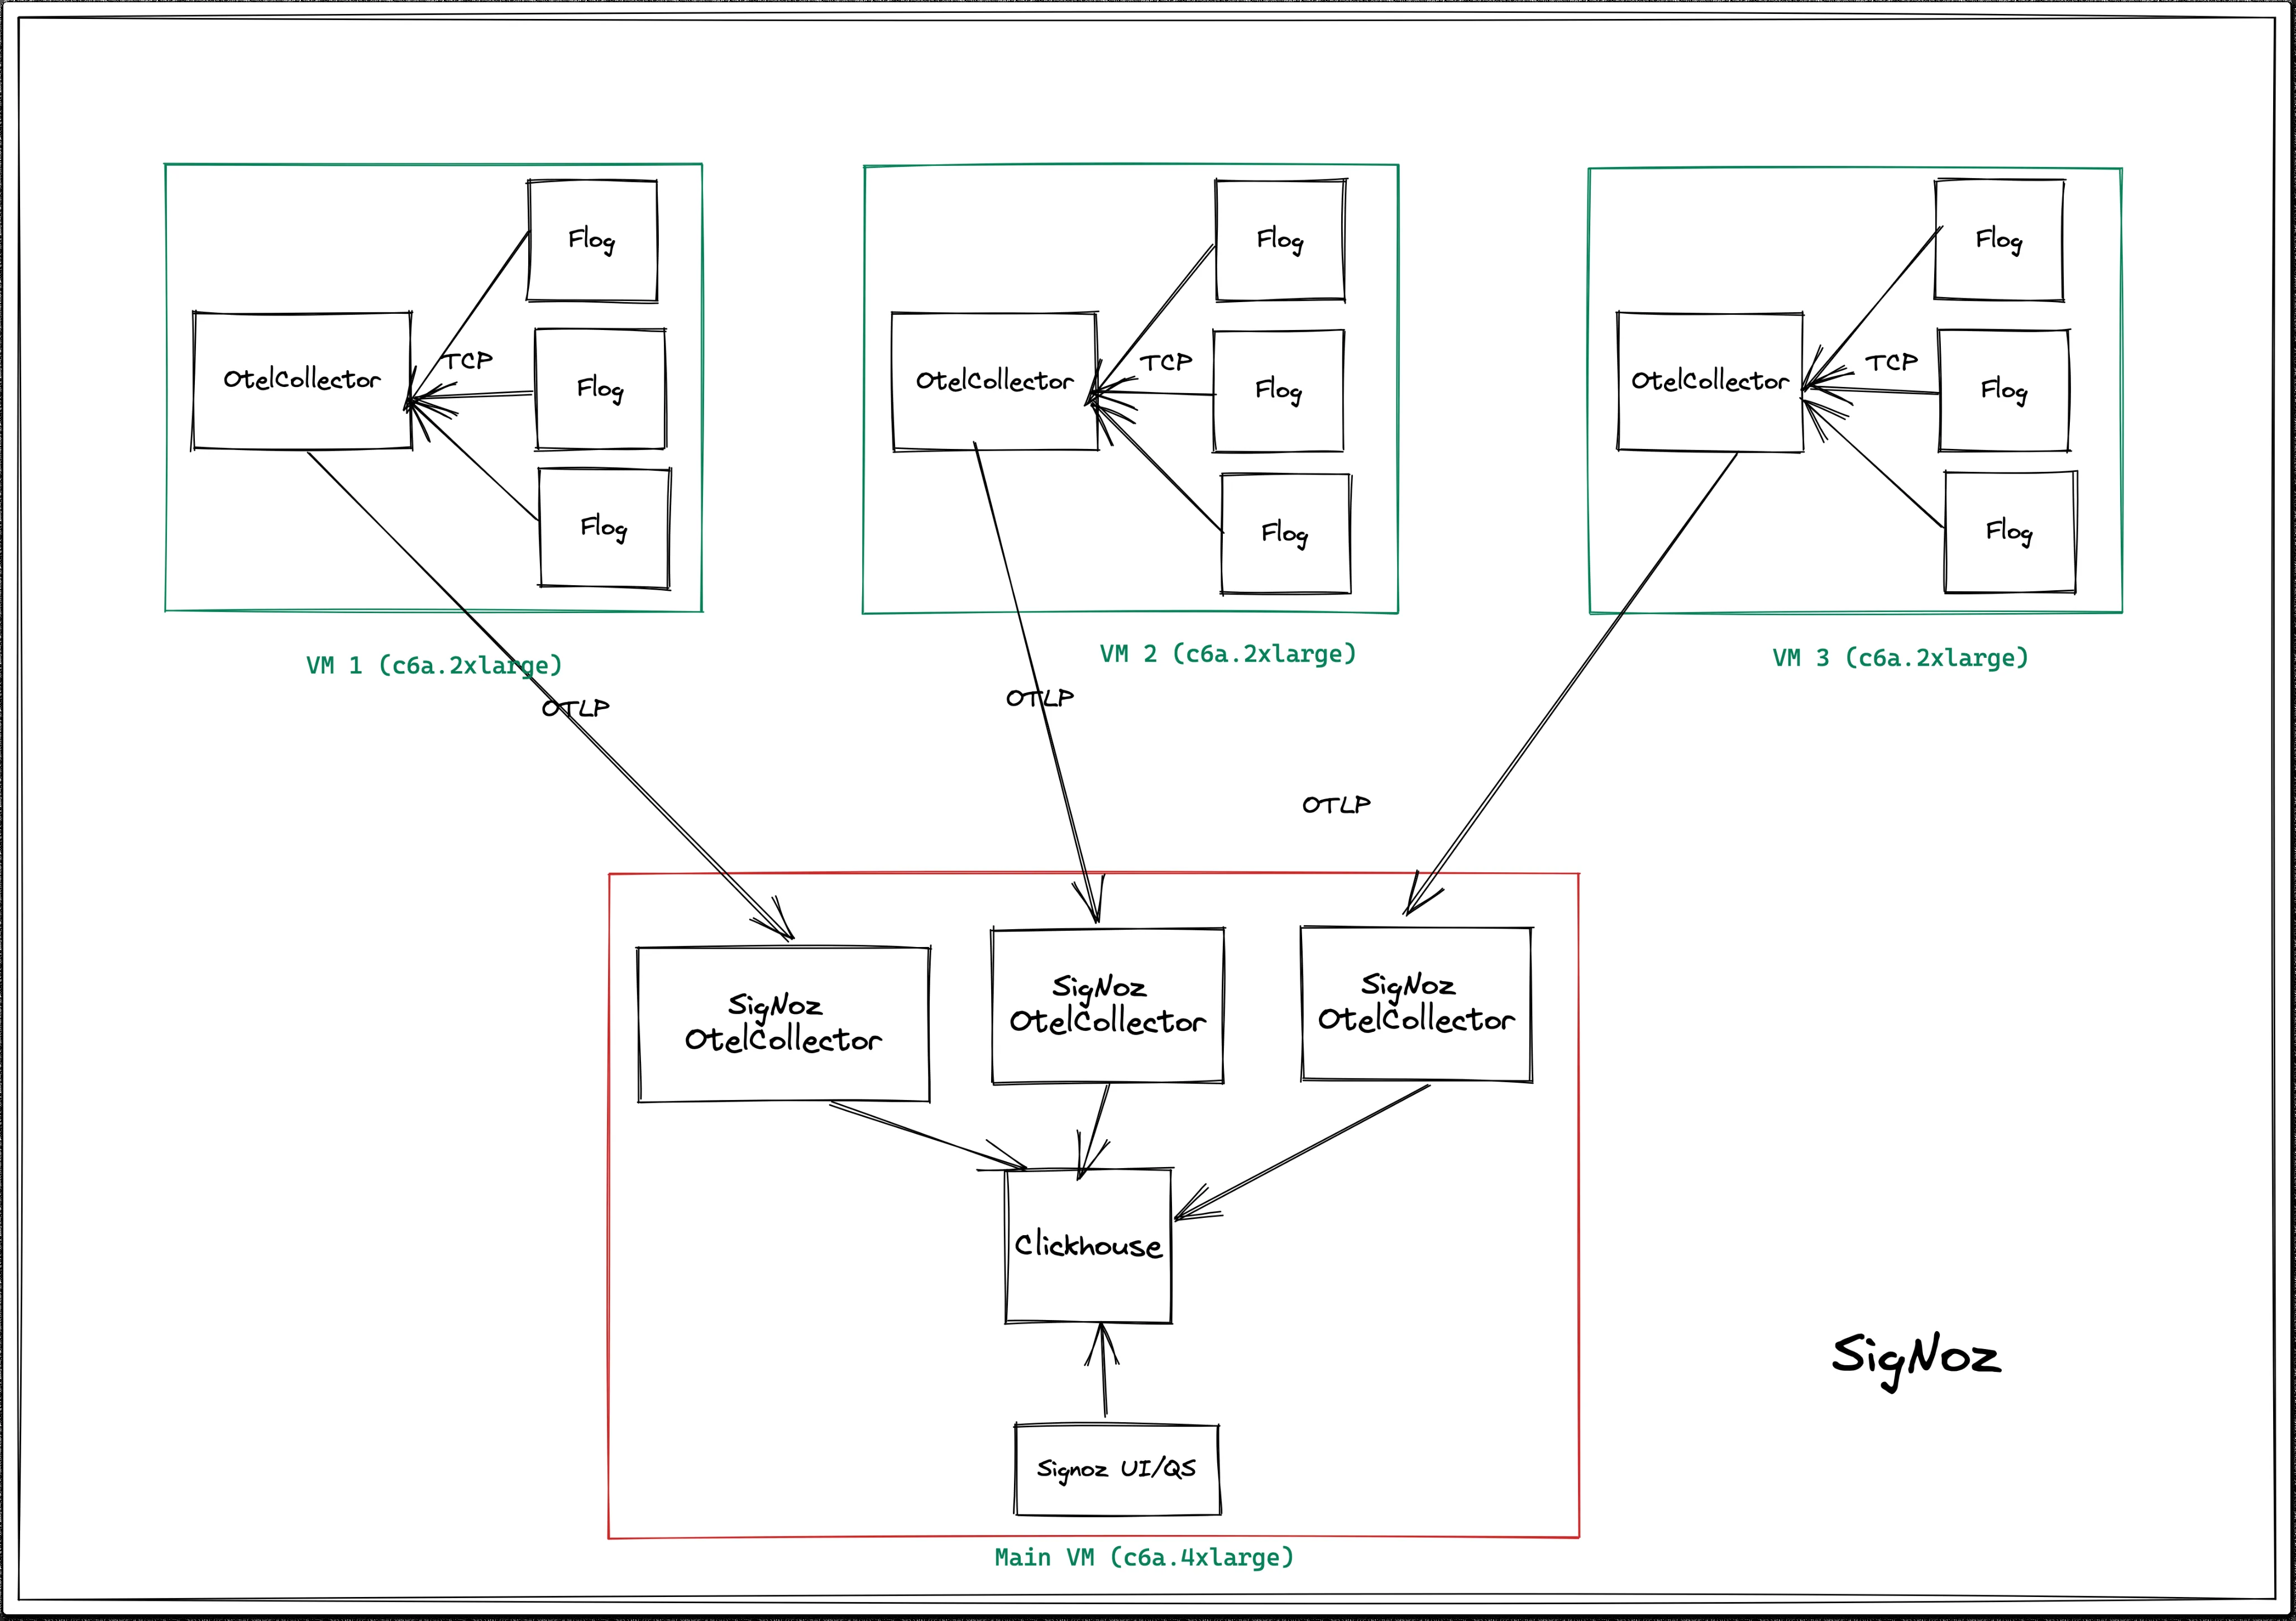 Flog
OtelCollector
TCP
Flog
Flog
VM 1 (c6a.2xlarge)
Flog
OtelCollector
TCP
Flog
Flog
VM 2 (c6a.2xlarge)
Flog
OtelCollector
TCP
Flog
Flog
VM 3 (c6a.2xlarge)
OTLP
OTLP
OTLP
SigNoz
OtelCollector
SigNoz
OtelCollector
SigNoz
OtelCollector
Clickhouse
Signoz UI/QS
Main VM (c6a.4xlarge)
SigNoz